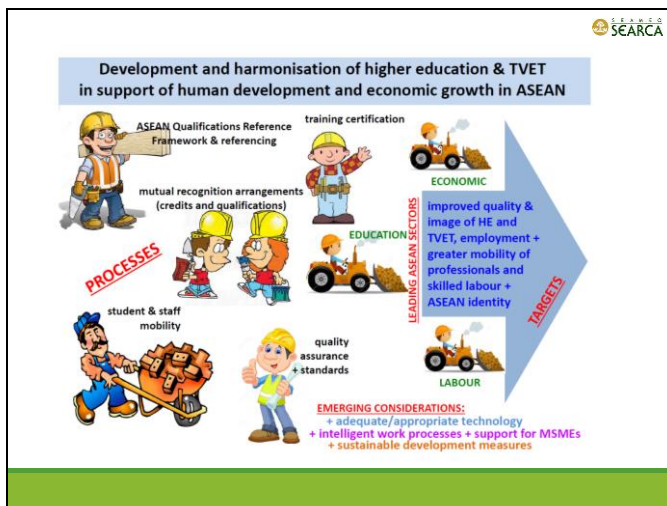 SEAMEO
SEARCA
Development and harmonisation of higher education & TVET
in support of human development and economic growth in ASEAN
ASEAN Qualifications Reference
Framework & referencing
training certification
mutual recognition arrangements
(credits and qualifications)
PROCESSES
student & staff
mobility
quality
assurance
+ standards
ECONOMIC
EDUCATION
LABOUR
LEADING ASEAN SECTORS
improved quality &
image of HE and
TVET, employment +
greater mobility of
professionals and
skilled labour +
ASEAN identity
TARGETS
EMERGING CONSIDERATIONS:
+ adequate/appropriate technology
+ intelligent work processes + support for MSMEs
+ sustainable development measures